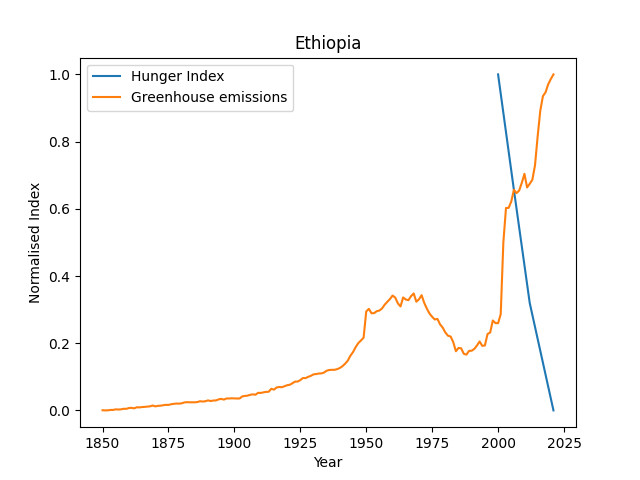 Ethiopia
Hunger Index
Greenhouse emissions
1.0
0.8
0.6
0.4
0.2
0.0
Normalised Index
1850 1875 1900 1925 1950 1975 2000 2025
Year